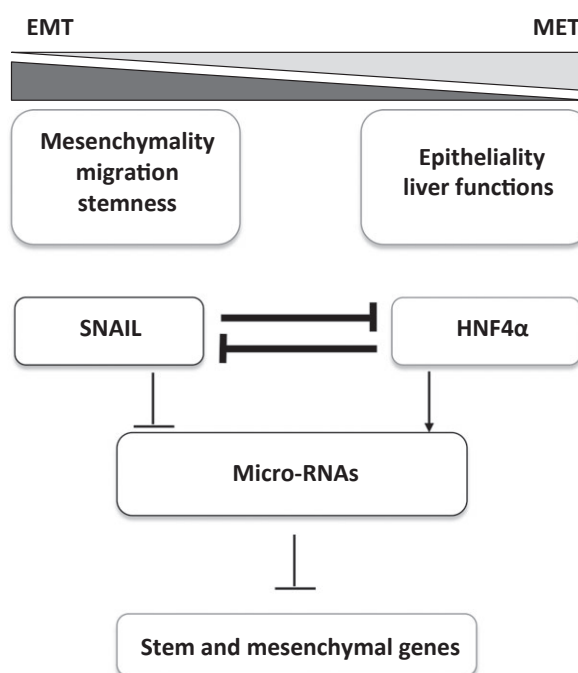 EMT MET
Mesenchymality
migration
stemness
Epitheliality
liver functions
SNAIL HNF4α
Micro-RNAs
Stem and mesenchymal genes